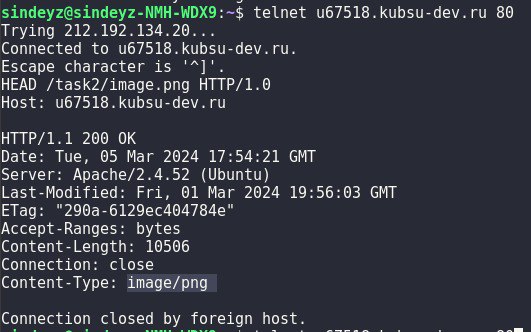 sindeyz@sindeyz-NMH-WDX9:~$ telnet u67518.kubsu-dev.ru 80
Trying 212.192.134.20...
Connected to u67518.kubsu-dev.ru.
Escape character is '^]'.
HEAD /task2/image.png HTTP/1.0
Host: u67518.kubsu-dev.ru

HTTP/1.1 200 OK
Date: Tue, 05 Mar 2024 17:54:21 GMT
Server: Apache/2.4.52 (Ubuntu)
Last-Modified: Fri, 01 Mar 2024 19:56:03 GMT
ETag: "290a-6129ec404784e"
Accept-Ranges: bytes
Content-Length: 10506
Connection: close
Content-Type: image/png

Connection closed by foreign host.